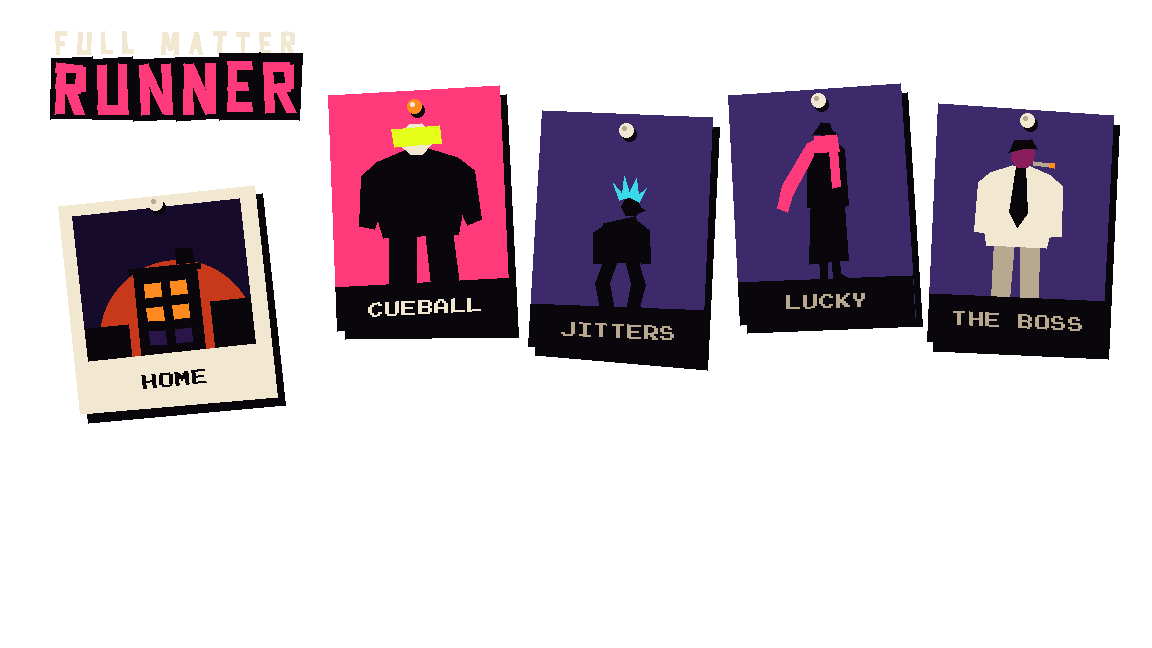 FULL MATTER
RUNNER
CUEBALL
JITTERS
LUCKY
THE BOSS
HOME